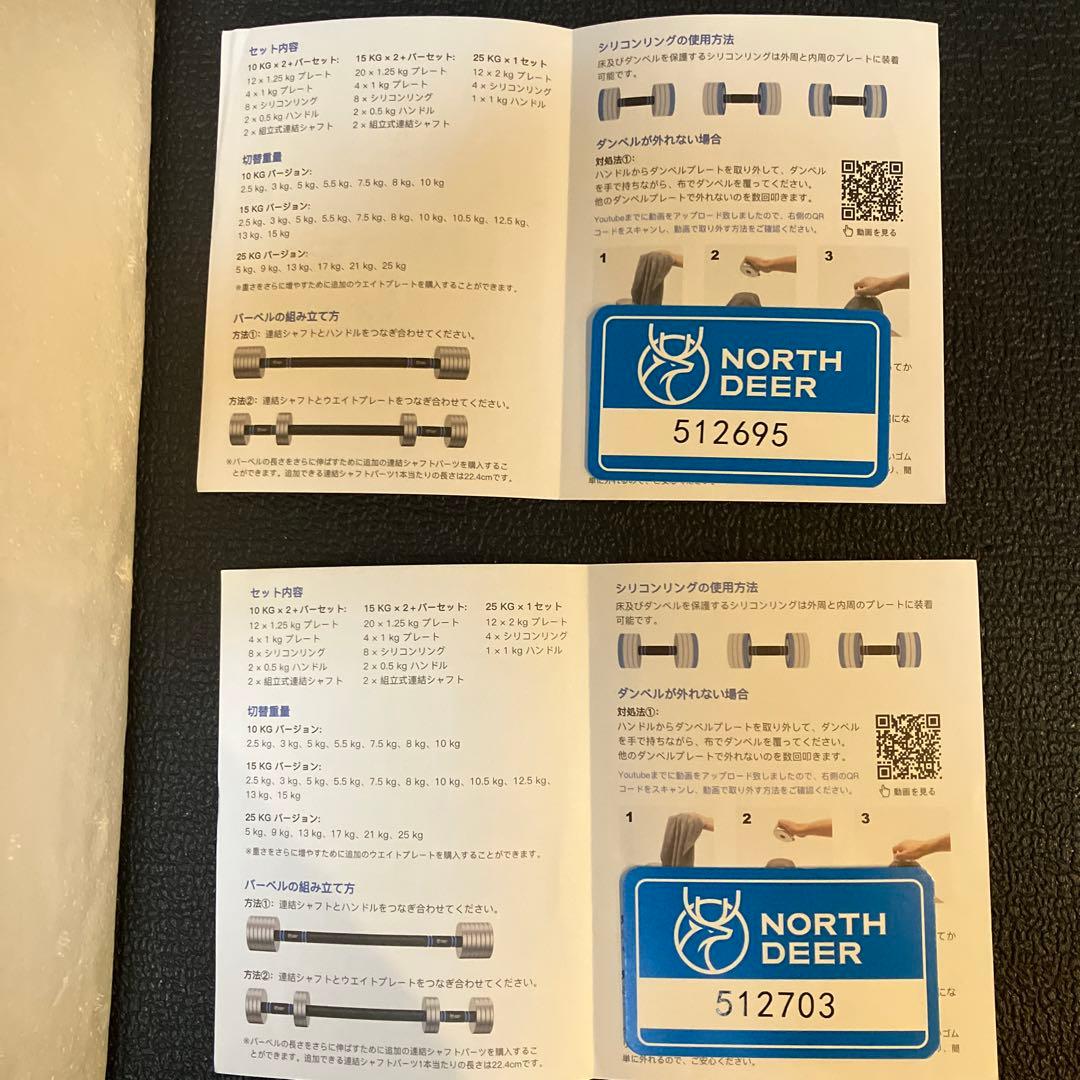 セット内容
10 KG × 2 + バーセット:
12 × 1.25 kg プレート
4 × 1 kg プレート
8 × シリコンリング
2 × 0.5 kg ハンドル
2 × 組立式連結シャフト
15 KG × 2 + バーセット:
20 × 1.25 kg プレート
4 × 1 kg プレート
8 × シリコンリング
2 × 0.5 kg ハンドル
2 × 組立式連結シャフト
25 KG × 1 セット
12 × 2 kg プレート
4 × シリコンリング
1 × 1 kg ハンドル
切替重量
10 KG バージョン:
2.5 kg、3 kg、5 kg、5.5 kg、7.5 kg、8 kg、10 kg
15 KG バージョン:
2.5 kg、3 kg、5 kg、5.5 kg、7.5 kg、8 kg、10 kg、10.5 kg、12.5 kg、
13 kg、15 kg
25 KG バージョン:
5 kg、9 kg、13 kg、17 kg、21 kg、25 kg
※重さをさらに増やすために追加のウエイトプレートを購入することができます。
バーベルの組み立て方
方法①：連結シャフトとハンドルをつなぎ合わせてください。
方法②：連結シャフトとウエイトプレートをつなぎ合わせてください。
※バーベルの長さをさらに伸ばすために追加の連結シャフトパーツを購入するこ
とができます。追加できる連結シャフトパーツ1本当たりの長さは22.4cmです。
シリコンリングの使用方法
床及びダンベルを保護するシリコンリングは外周と内周のプレートに装着
可能です。
ダンベルが外れない場合
対処法①：
ハンドルからダンベルプレートを取り外して、ダンベル
を手で持ちながら、布でダンベルを覆ってください。
他のダンベルプレートで外れないのを数回叩きます。
Youtubeまでに動画をアップロード致しましたので、右側のQR
コードをスキャンし、動画で取り外す方法をご確認ください。
動画を見る
1 2 3
てか
にな
いゴム
り、簡
単に外れるので、ご安心ください。
NORTH
DEER
512695
セット内容
10 KG × 2 + バーセット:
12 × 1.25 kg プレート
4 × 1 kg プレート
8 × シリコンリング
2 × 0.5 kg ハンドル
2 × 組立式連結シャフト
15 KG × 2 + バーセット:
20 × 1.25 kg プレート
4 × 1 kg プレート
8 × シリコンリング
2 × 0.5 kg ハンドル
2 × 組立式連結シャフト
25 KG × 1 セット
12 × 2 kg プレート
4 × シリコンリング
1 × 1 kg ハンドル
切替重量
10 KG バージョン:
2.5 kg、3 kg、5 kg、5.5 kg、7.5 kg、8 kg、10 kg
15 KG バージョン:
2.5 kg、3 kg、5 kg、5.5 kg、7.5 kg、8 kg、10 kg、10.5 kg、12.5 kg、
13 kg、15 kg
25 KG バージョン:
5 kg、9 kg、13 kg、17 kg、21 kg、25 kg
※重さをさらに増やすために追加のウエイトプレートを購入することができます。
バーベルの組み立て方
方法①：連結シャフトとハンドルをつなぎ合わせてください。
方法②：連結シャフトとウエイトプレートをつなぎ合わせてください。
※バーベルの長さをさらに伸ばすために追加の連結シャフトパーツを購入するこ
とができます。追加できる連結シャフトパーツ1本当たりの長さは22.4cmです。
シリコンリングの使用方法
床及びダンベルを保護するシリコンリングは外周と内周のプレートに装着
可能です。
ダンベルが外れない場合
対処法①：
ハンドルからダンベルプレートを取り外して、ダンベル
を手で持ちながら、布でダンベルを覆ってください。
他のダンベルプレートで外れないのを数回叩きます。
Youtubeまでに動画をアップロード致しましたので、右側のQR
コードをスキャンし、動画で取り外す方法をご確認ください。
動画を見る
1 2 3
てか
にな
ゴム
、簡
単に外れるので、ご安心ください。
NORTH
DEER
512703